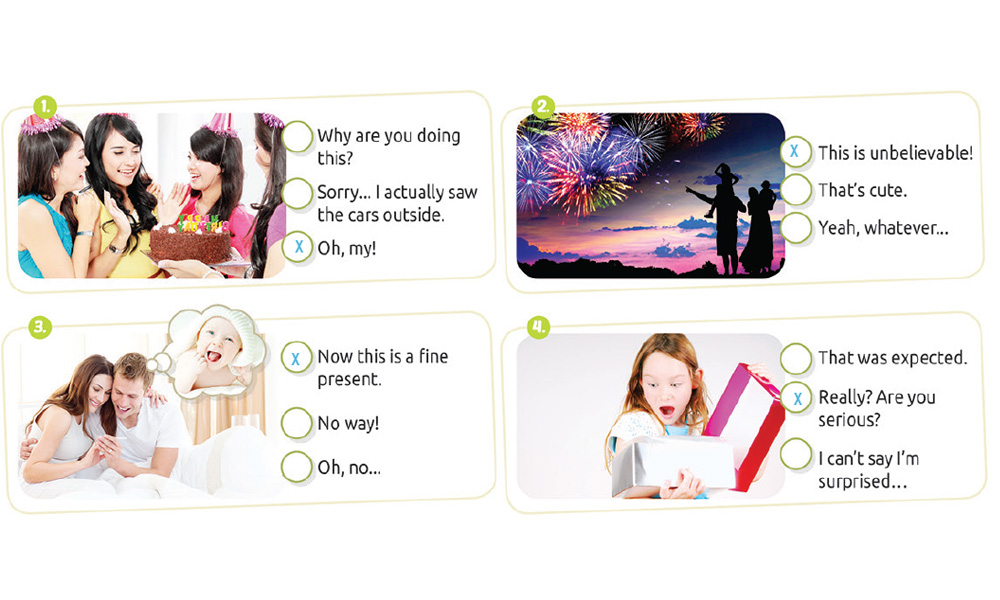 1.
Why are you doing
this?
Sorry... I actually saw
the cars outside.
X Oh, my!
2.
X This is unbelievable!
That's cute.
Yeah, whatever...
3.
X Now this is a fine
present.
No way!
Oh, no...
4.
That was expected.
X Really? Are you
serious?
I can't say I'm
surprised...